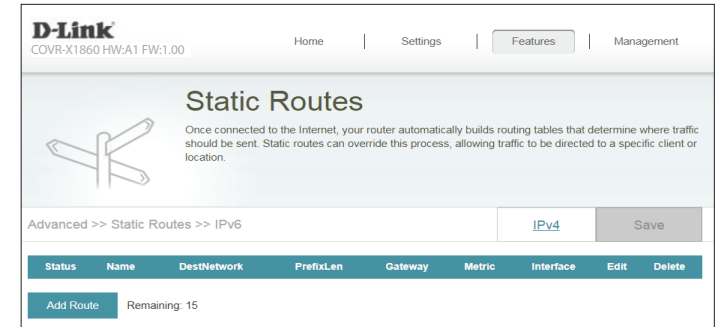 D-Link
COVR-X1860 HW:A1 FW:1.00
Home | Settings | Features | Management
Static Routes
Once connected to the Internet, your router automatically builds routing tables that determine where traffic
should be sent. Static routes can override this process, allowing traffic to be directed to a specific client or
location.
Advanced >> Static Routes >> IPv6 IPv4 Save
Status Name DestNetwork PrefixLen Gateway Metric Interface Edit Delete
Add Route Remaining: 15